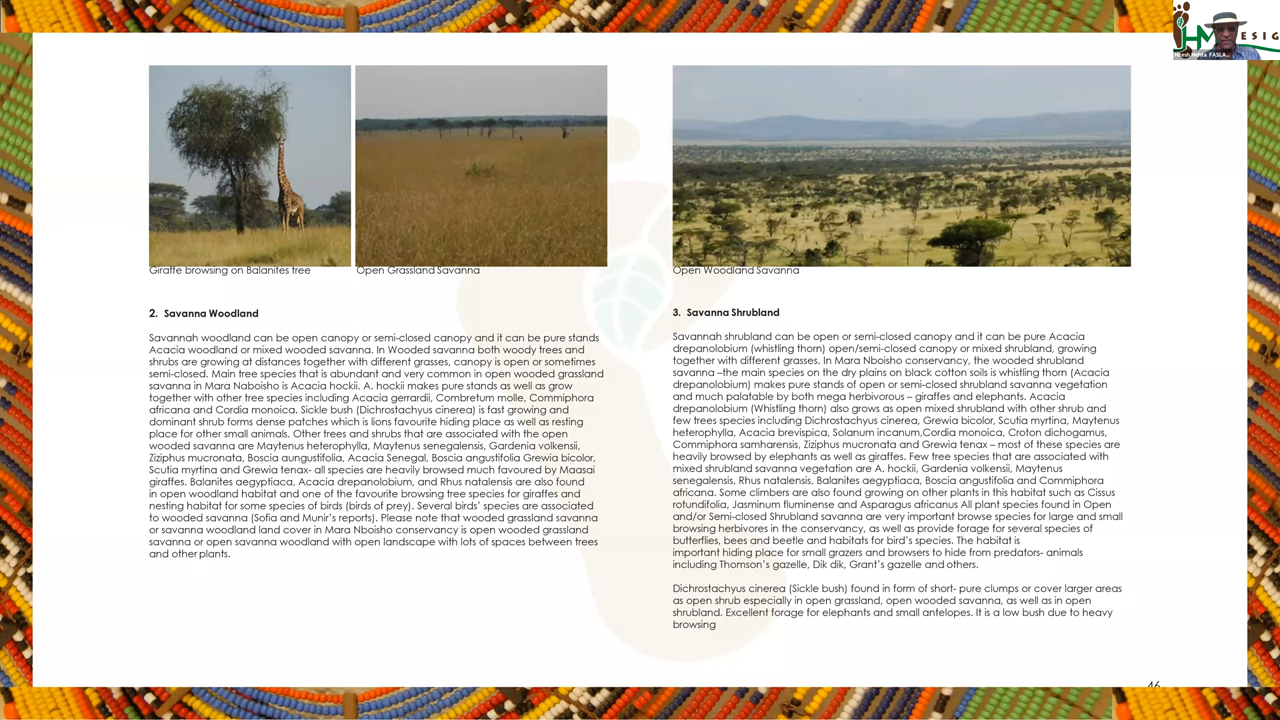 HM ESIG
Hitesh Mehta FASLA...
Giraffe browsing on Balanites tree
Open Grassland Savanna
Open Woodland Savanna
2. Savanna Woodland
Savannah woodland can be open canopy or semi-closed canopy and it can be pure stands
Acacia woodland or mixed wooded savanna. In Wooded savanna both woody trees and
shrubs are growing at distances together with different grasses, canopy is open or sometimes
semi-closed. Main tree species that is abundant and very common in open wooded grassland
savanna in Mara Naboisho is Acacia hockii. A. hockii makes pure stands as well as grow
together with other tree species including Acacia gerrardii, Combretum molle, Commiphora
africana and Cordia monoica. Sickle bush (Dichrostachyus cinerea) is fast growing and
dominant shrub forms dense patches which is lions favourite hiding place as well as resting
place for other small animals. Other trees and shrubs that are associated with the open
wooded savanna are Maytenus heterophylla, Maytenus senegalensis, Gardenia volkensii,
Ziziphus mucronata, Boscia aungustifolia, Acacia Senegal, Boscia angustifolia Grewia bicolor,
Scutia myrtina and Grewia tenax- all species are heavily browsed much favoured by Maasai
giraffes. Balanites aegyptiaca, Acacia drepanolobium, and Rhus natalensis are also found
in open woodland habitat and one of the favourite browsing tree species for giraffes and
nesting habitat for some species of birds (birds of prey). Several birds' species are associated
to wooded savanna (Sofia and Munir's reports). Please note that wooded grassland savanna
or savanna woodland land cover in Mara Nboisho conservancy is open wooded grassland
savanna or open savanna woodland with open landscape with lots of spaces between trees
and other plants.
3. Savanna Shrubland
Savannah shrubland can be open or semi-closed canopy and it can be pure Acacia
drepanolobium (whistling thorn) open/semi-closed canopy or mixed shrubland, growing
together with different grasses. In Mara Nboisho conservancy, the wooded shrubland
savanna –the main species on the dry plains on black cotton soils is whistling thorn (Acacia
drepanolobium) makes pure stands of open or semi-closed shrubland savanna vegetation
and much palatable by both mega herbivorous – giraffes and elephants. Acacia
drepanolobium (Whistling thorn) also grows as open mixed shrubland with other shrub and
few trees species including Dichrostachyus cinerea, Grewia bicolor, Scutia myrtina, Maytenus
heterophylla, Acacia brevispica, Solanum incanum,Cordia monoica, Croton dichogamus,
Commiphora samharensis, Ziziphus mucronata and Grewia tenax – most of these species are
heavily browsed by elephants as well as giraffes. Few tree species that are associated with
mixed shrubland savanna vegetation are A. hockii, Gardenia volkensii, Maytenus
senegalensis, Rhus natalensis, Balanites aegyptiaca, Boscia angustifolia and Commiphora
africana. Some climbers are also found growing on other plants in this habitat such as Cissus
rotundifolia, Jasminum fluminense and Asparagus africanus All plant species found in Open
and/or Semi-closed Shrubland savanna are very important browse species for large and small
browsing herbivores in the conservancy, as well as provide forage for several species of
butterflies, bees and beetle and habitats for bird's species. The habitat is
important hiding place for small grazers and browsers to hide from predators- animals
including Thomson's gazelle, Dik dik, Grant's gazelle and others.
Dichrostachyus cinerea (Sickle bush) found in form of short- pure clumps or cover larger areas
as open shrub especially in open grassland, open wooded savanna, as well as in open
shrubland. Excellent forage for elephants and small antelopes. It is a low bush due to heavy
browsing
46